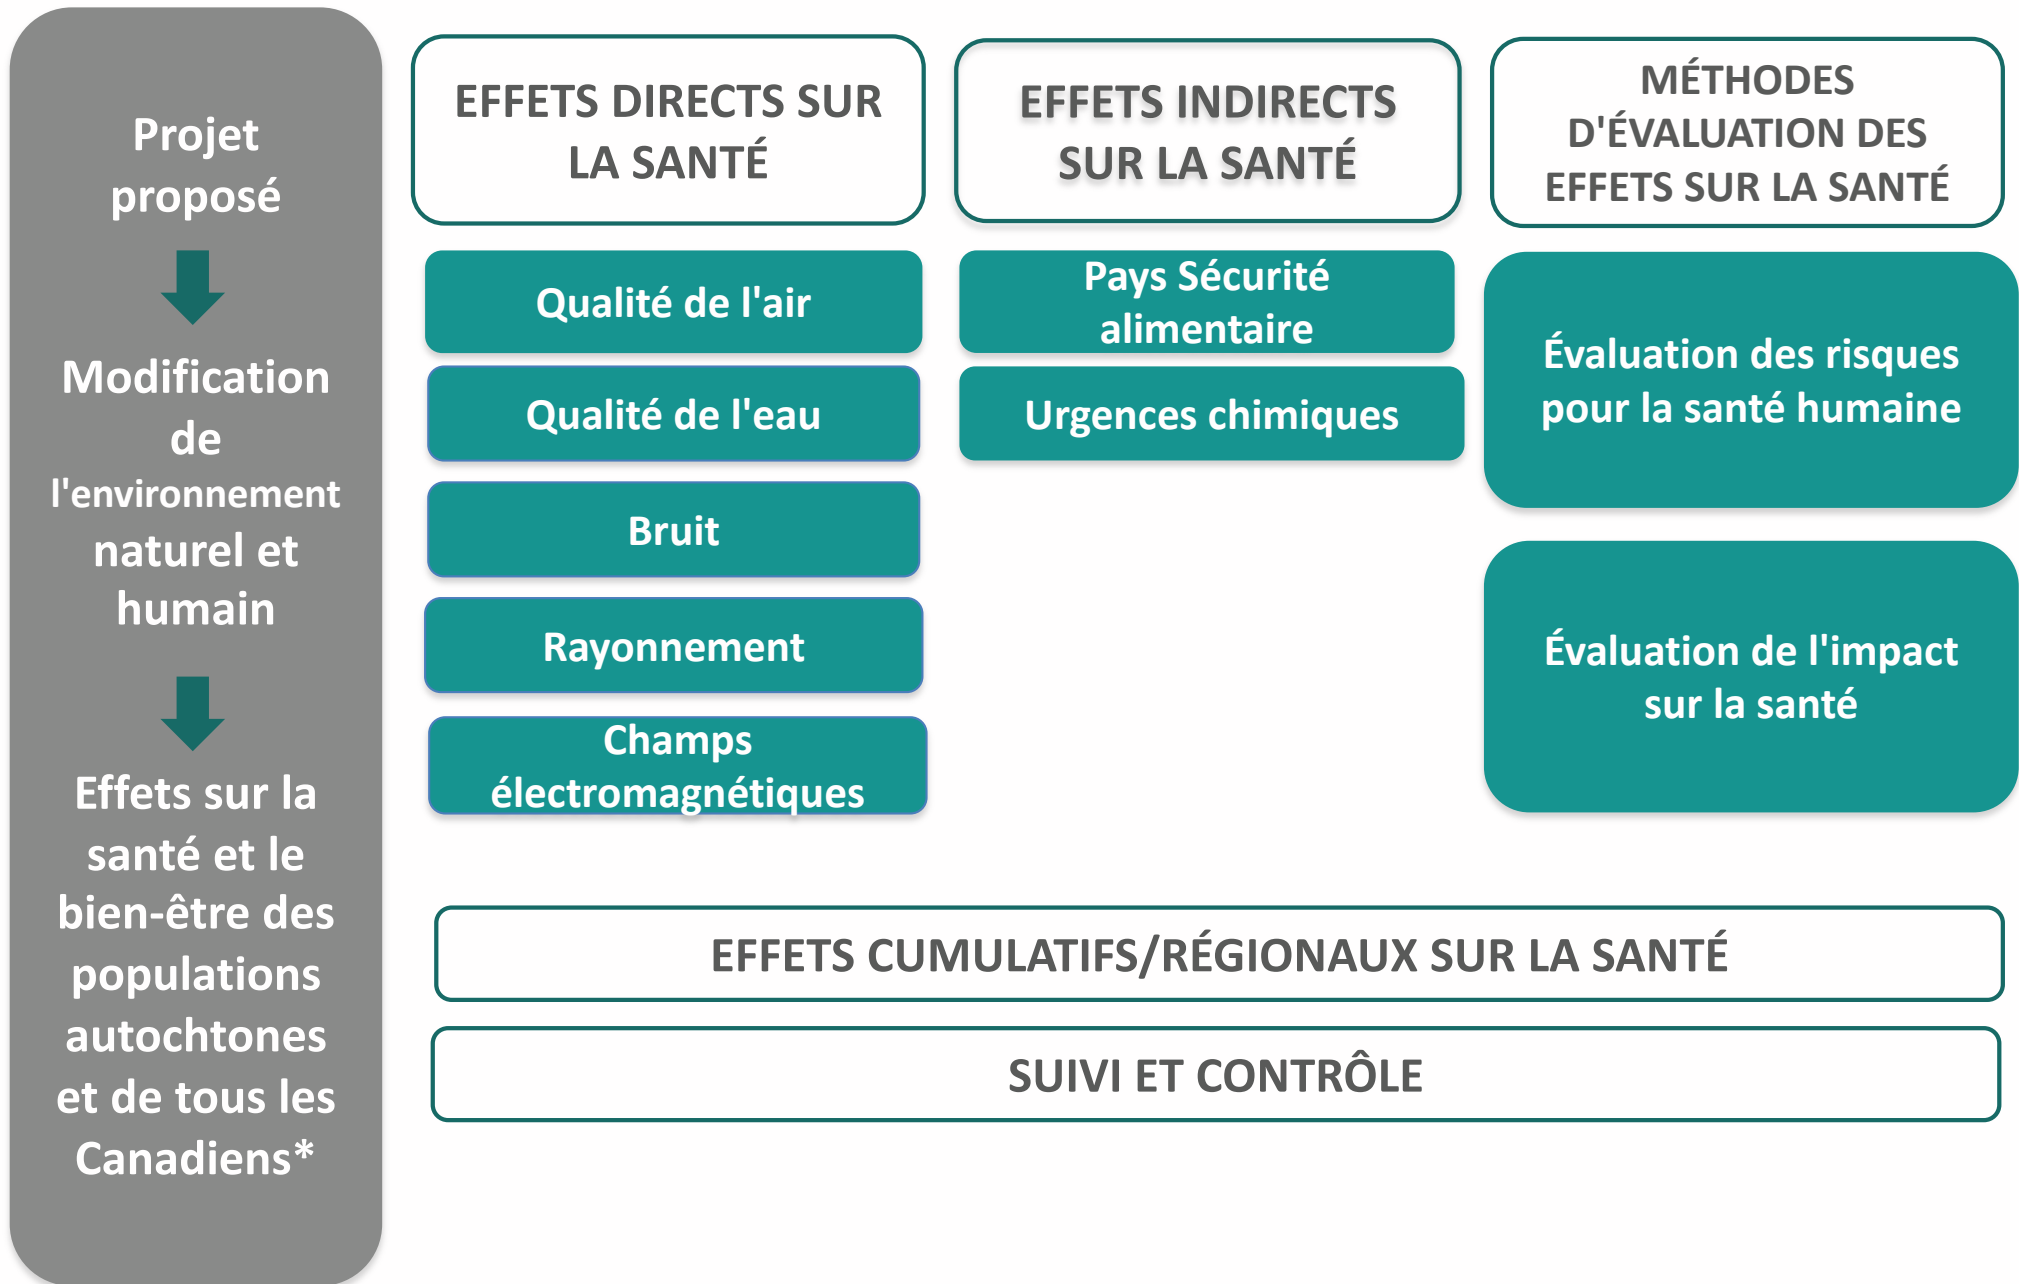 Projet
proposé
Modification
de
l'environnement
naturel et
humain
Effets sur la
santé et le
bien-être des
populations
autochtones
et de tous les
Canadiens*
EFFETS DIRECTS SUR
LA SANTÉ
Qualité de l'air
Qualité de l'eau
Bruit
Rayonnement
Champs
électromagnétiques
EFFETS INDIRECTS
SUR LA SANTÉ
Pays Sécurité
alimentaire
Urgences chimiques
MÉTHODES
D'ÉVALUATION DES
EFFETS SUR LA SANTÉ
Évaluation des risques
pour la santé humaine
Évaluation de l'impact
sur la santé
EFFETS CUMULATIFS/RÉGIONAUX SUR LA SANTÉ
SUIVI ET CONTRÔLE